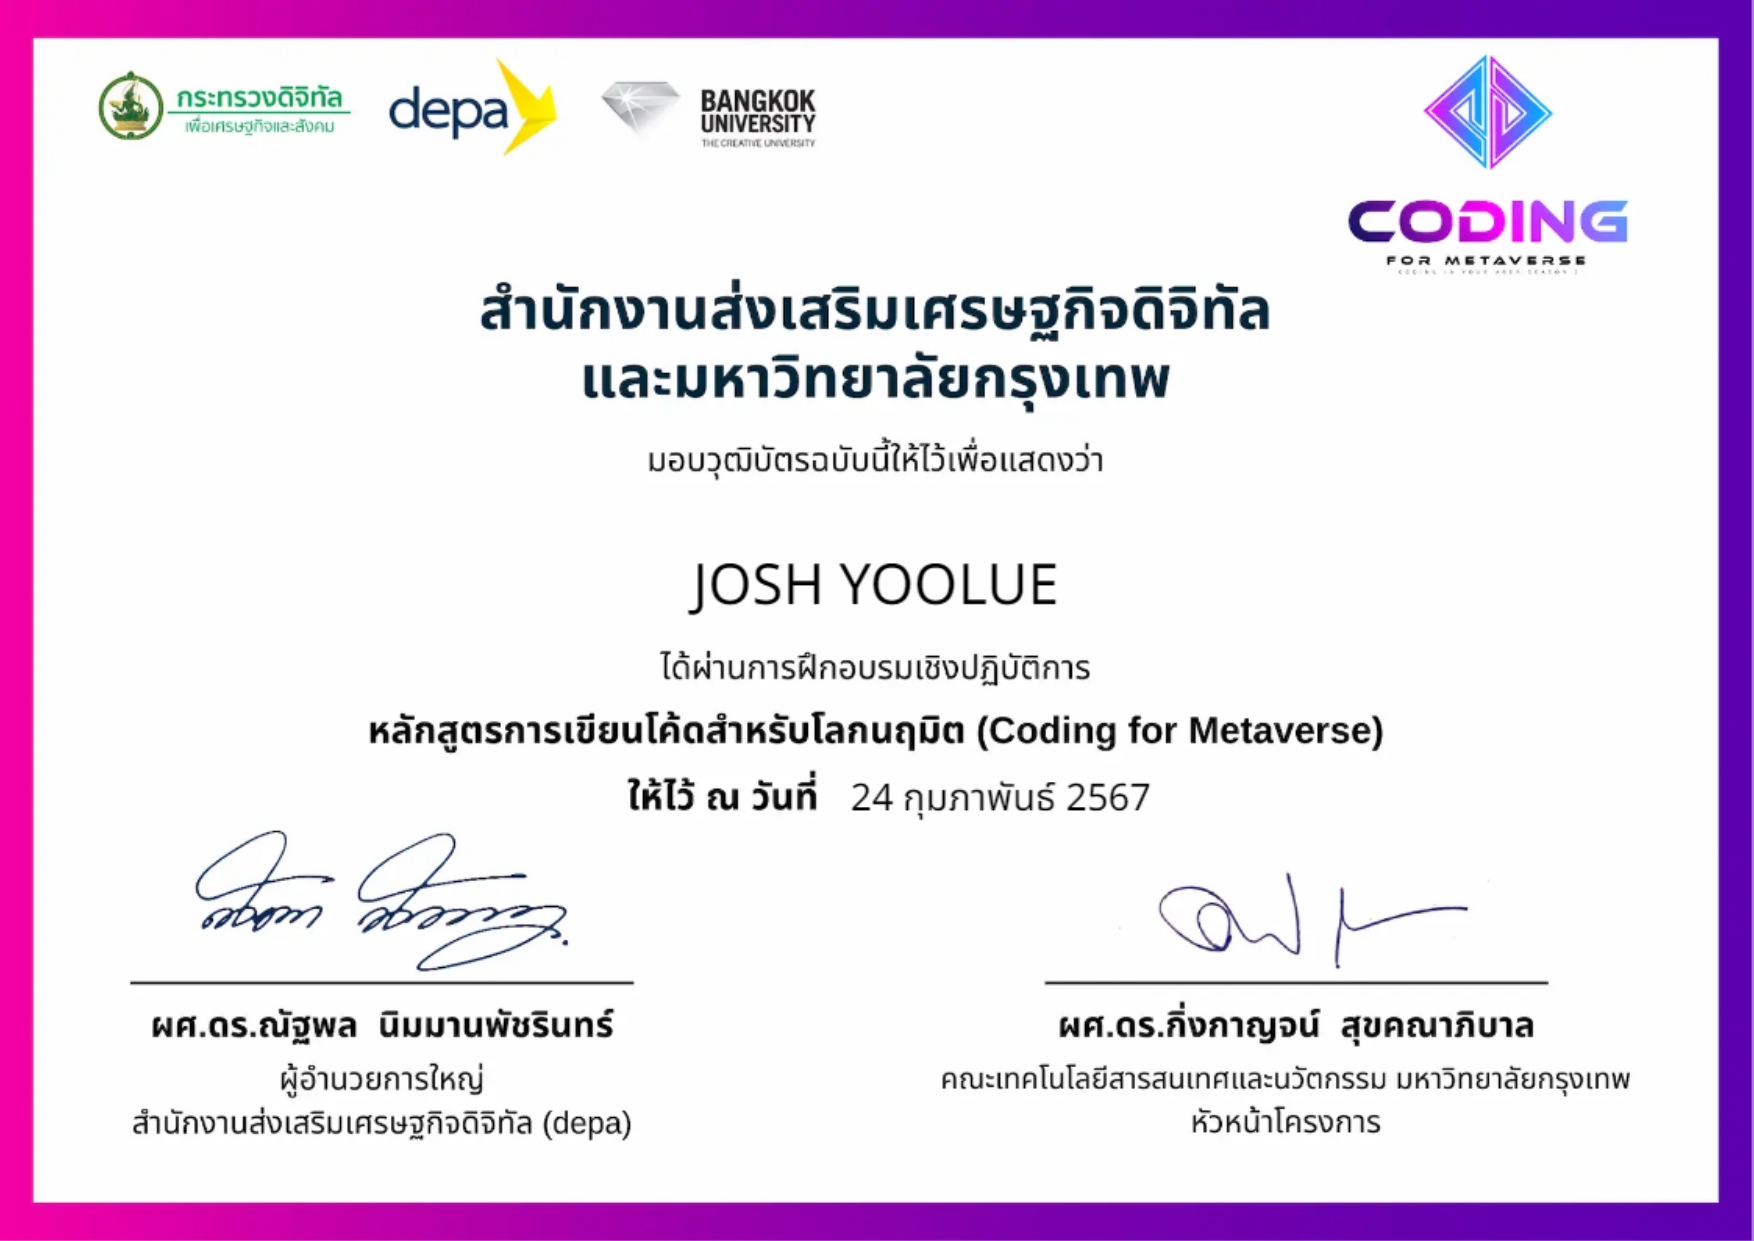 กระทรวงดิจิทัล
เพื่อเศรษฐกิจและสังคม
depa
BANGKOK
UNIVERSITY
THE CREATIVE UNIVERSITY
CODING
FOR METAVERSE
สำนักงานส่งเสริมเศรษฐกิจดิจิทัล
และมหาวิทยาลัยกรุงเทพ
มอบวุฒิบัตรฉบับนี้ให้ไว้เพื่อแสดงว่า
JOSH YOOLUE
ได้ผ่านการฝึกอบรมเชิงปฏิบัติการ
หลักสูตรการเขียนโค้ดสำหรับโลกนฤมิต (Coding for Metaverse)
ให้ไว้ ณ วันที่ 24 กุมภาพันธ์ 2567
ผศ.ดร.ณัฐพล นิมมานพัชรินทร์
ผู้อำนวยการใหญ่
สำนักงานส่งเสริมเศรษฐกิจดิจิทัล (depa)
ผศ.ดร.กิ่งกาญจน์ สุขคณาภิบาล
คณะเทคโนโลยีสารสนเทศและนวัตกรรม มหาวิทยาลัยกรุงเทพ
หัวหน้าโครงการ